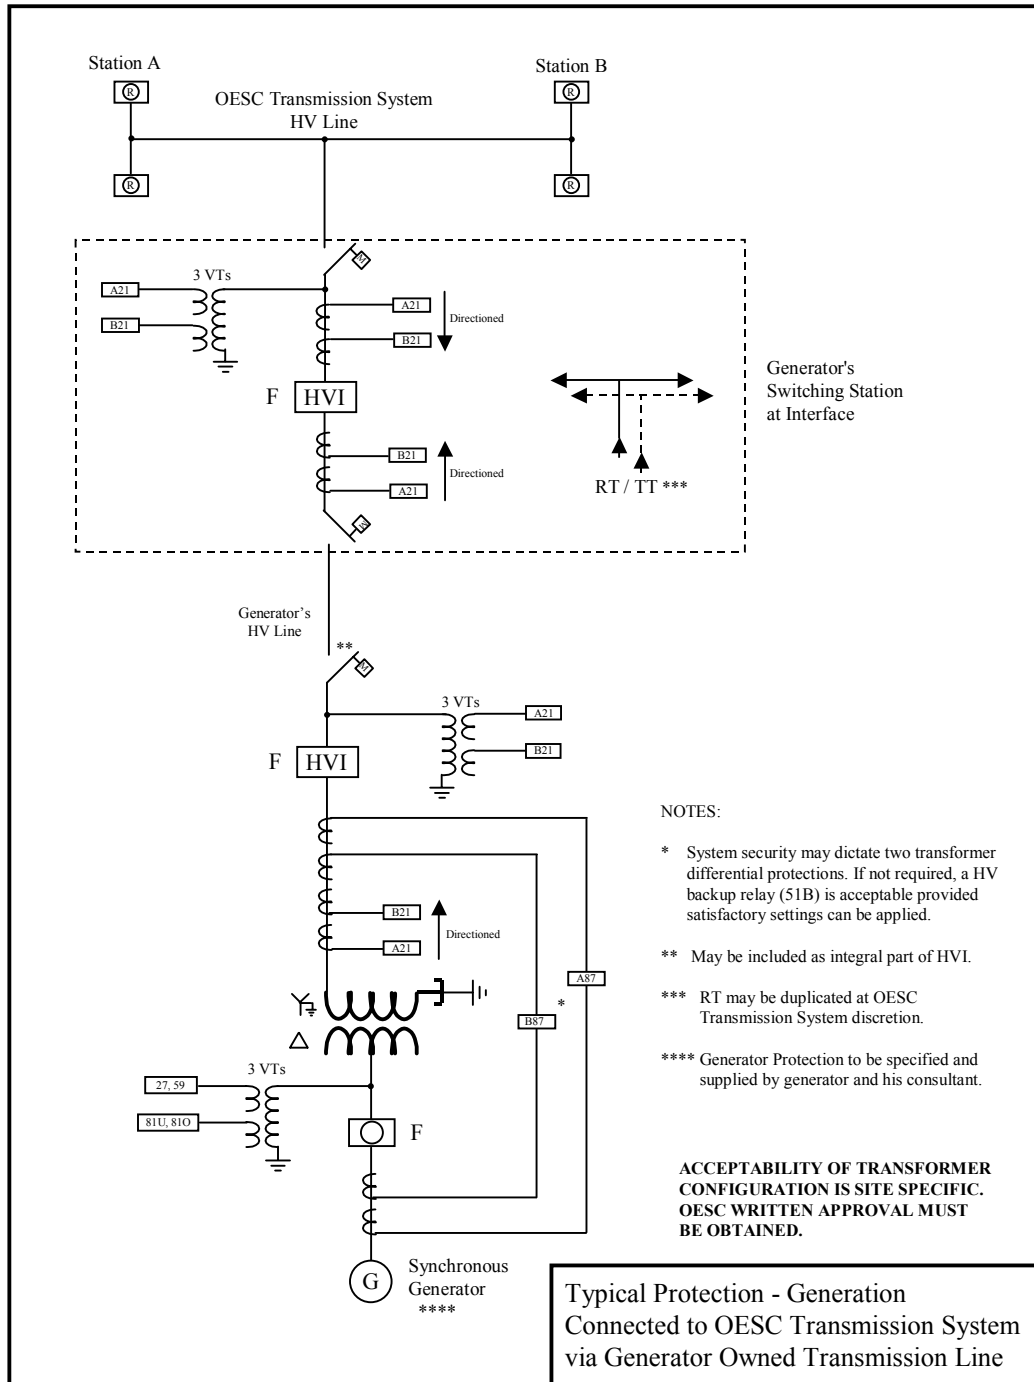 Station A
Station B
R
R
OESC Transmission System
HV Line
R
R
M
3 VTs
A21
A21
Directioned
B21
B21
F
HVI
Generator's
Switching Station
at Interface
B21
Directioned
A21
RT / TT ***
M
Generator's
HV Line
**
M
3 VTs
A21
B21
F
HVI
NOTES:
* System security may dictate two transformer
differential protections. If not required, a HV
backup relay (51B) is acceptable provided
satisfactory settings can be applied.
** May be included as integral part of HVI.
*** RT may be duplicated at OESC
Transmission System discretion.
**** Generator Protection to be specified and
supplied by generator and his consultant.
B21
Directioned
A21
A87
*
B87
3 VTs
27, 59
81U, 81O
F
ACCEPTABILITY OF TRANSFORMER
CONFIGURATION IS SITE SPECIFIC.
OESC WRITTEN APPROVAL MUST
BE OBTAINED.
G
Synchronous
Generator
****
Typical Protection - Generation
Connected to OESC Transmission System
via Generator Owned Transmission Line